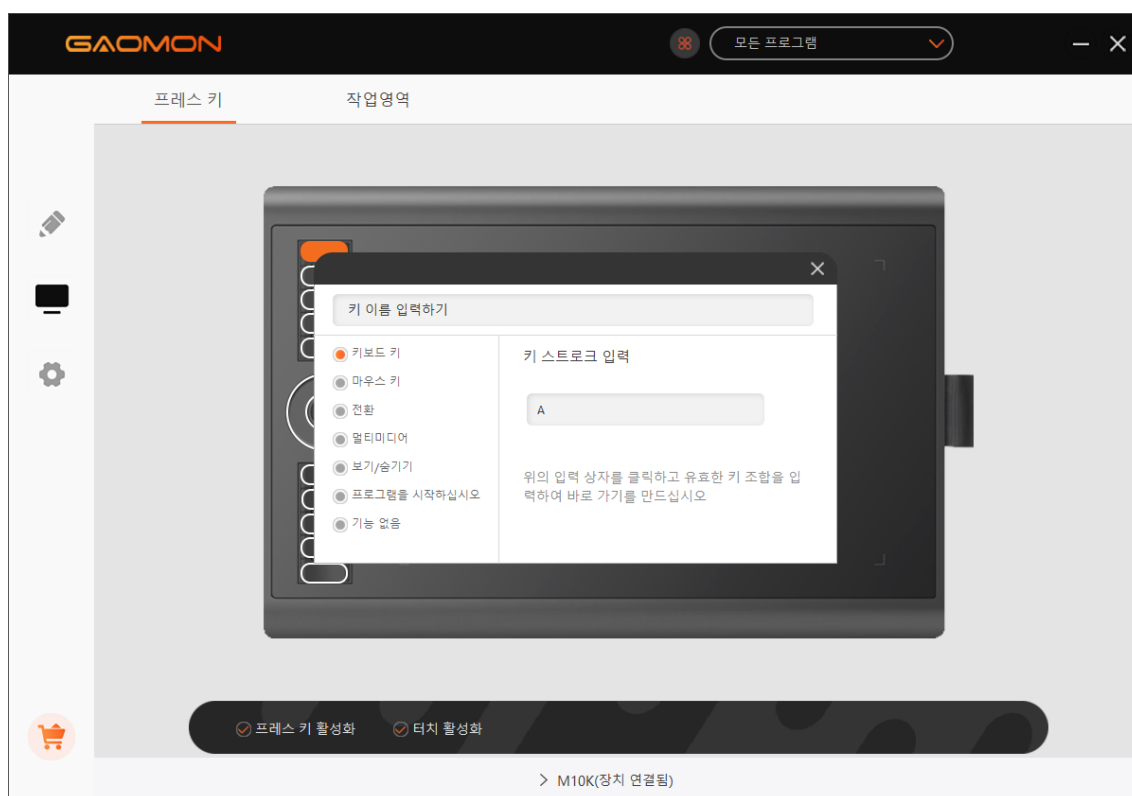 GAOMON
모든 프로그램
프레스 키
작업영역
키 이름 입력하기
키보드 키
마우스 키
전환
멀티미디어
보기/숨기기
프로그램을 시작하십시오
기능 없음
키 스트로크 입력
A
위의 입력 상자를 클릭하고 유효한 키 조합을 입
력하여 바로 가기를 만드십시오
프레스 키 활성화
터치 활성화
M10K(장치 연결됨)